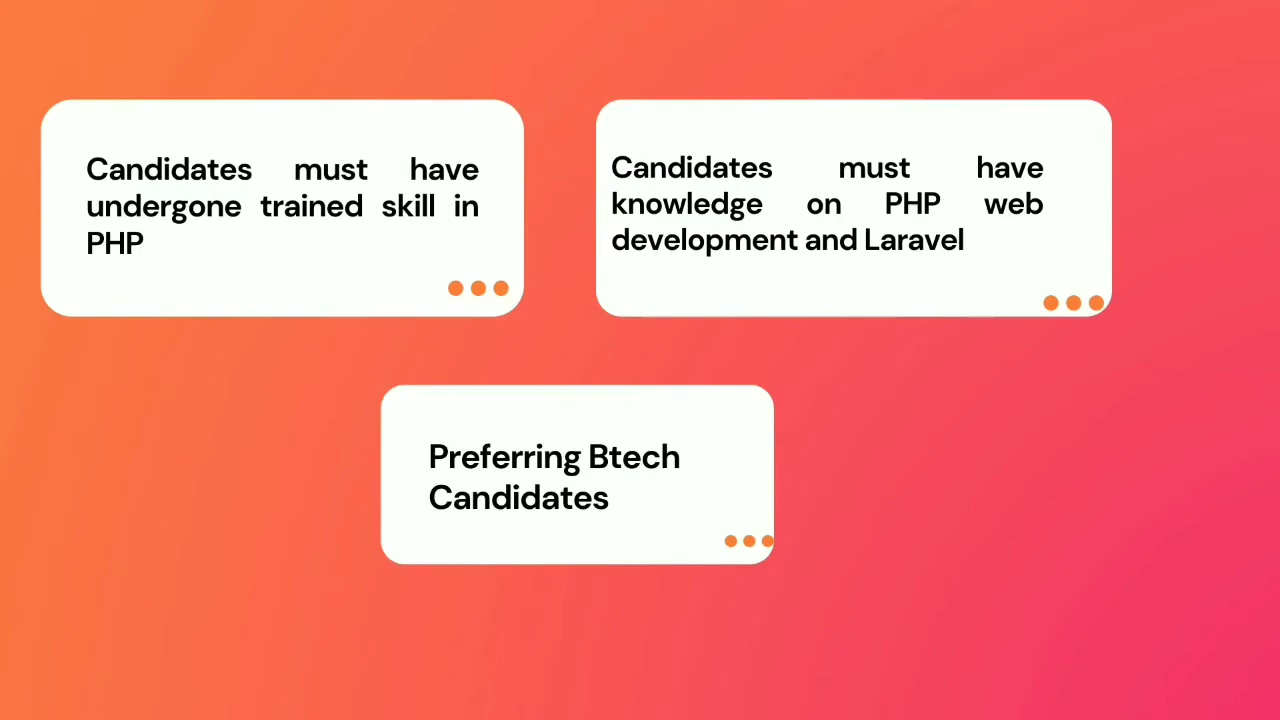 Candidates must have
undergone trained skill in
PHP
Candidates must have
knowledge on PHP web
development and Laravel
Preferring Btech
Candidates